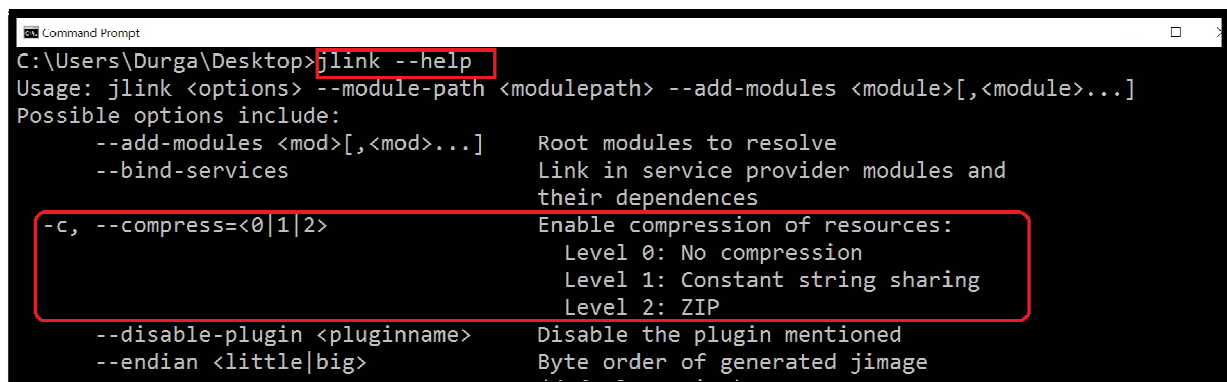 Command Prompt
C:\Users\Durga\Desktop>jlink --help
Usage: jlink <options> --module-path <modulepath> --add-modules <module>[,<module>...]
Possible options include:
--add-modules <mod>[,<mod>...] Root modules to resolve
--bind-services Link in service provider modules and
their dependences
-c, --compress=<0|1|2> Enable compression of resources:
Level 0: No compression
Level 1: Constant string sharing
Level 2: ZIP
--disable-plugin <pluginname> Disable the plugin mentioned
--endian <little|big> Byte order of generated jimage